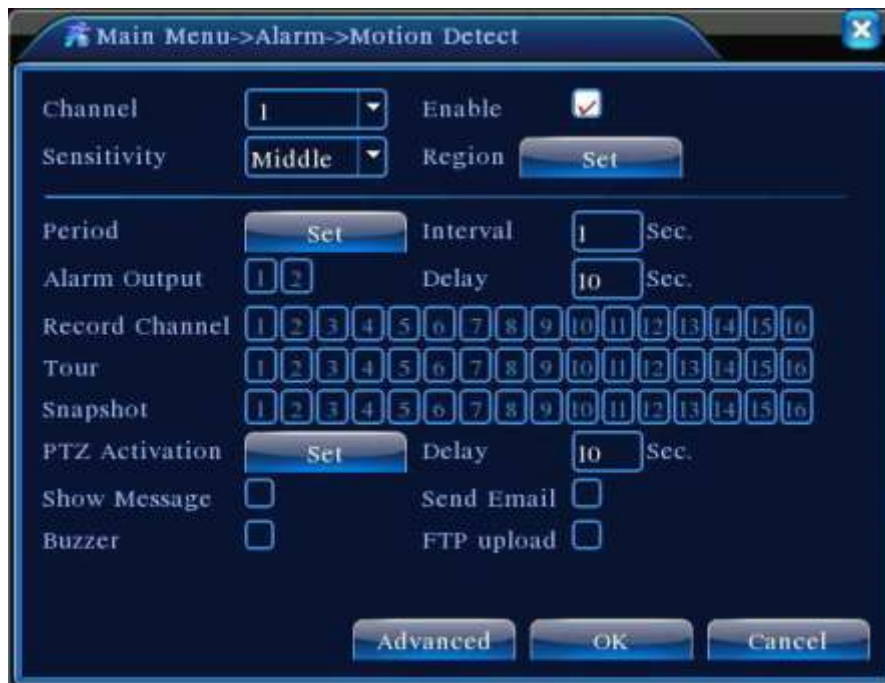 Main Menu->Alarm->Motion Detect
Channel 1 Enable
Sensitivity Middle Region Set
Period Set Interval 1 Sec.
Alarm Output 1 2 Delay 10 Sec.
Record Channel 1 2 3 4 5 6 7 8 9 10 11 12 13 14 15 16
Tour 1 2 3 4 5 6 7 8 9 10 11 12 13 14 15 16
Snapshot 1 2 3 4 5 6 7 8 9 10 11 12 13 14 15 16
PTZ Activation Set Delay 10 Sec.
Show Message Send Email
Buzzer FTP upload
Advanced OK Cancel